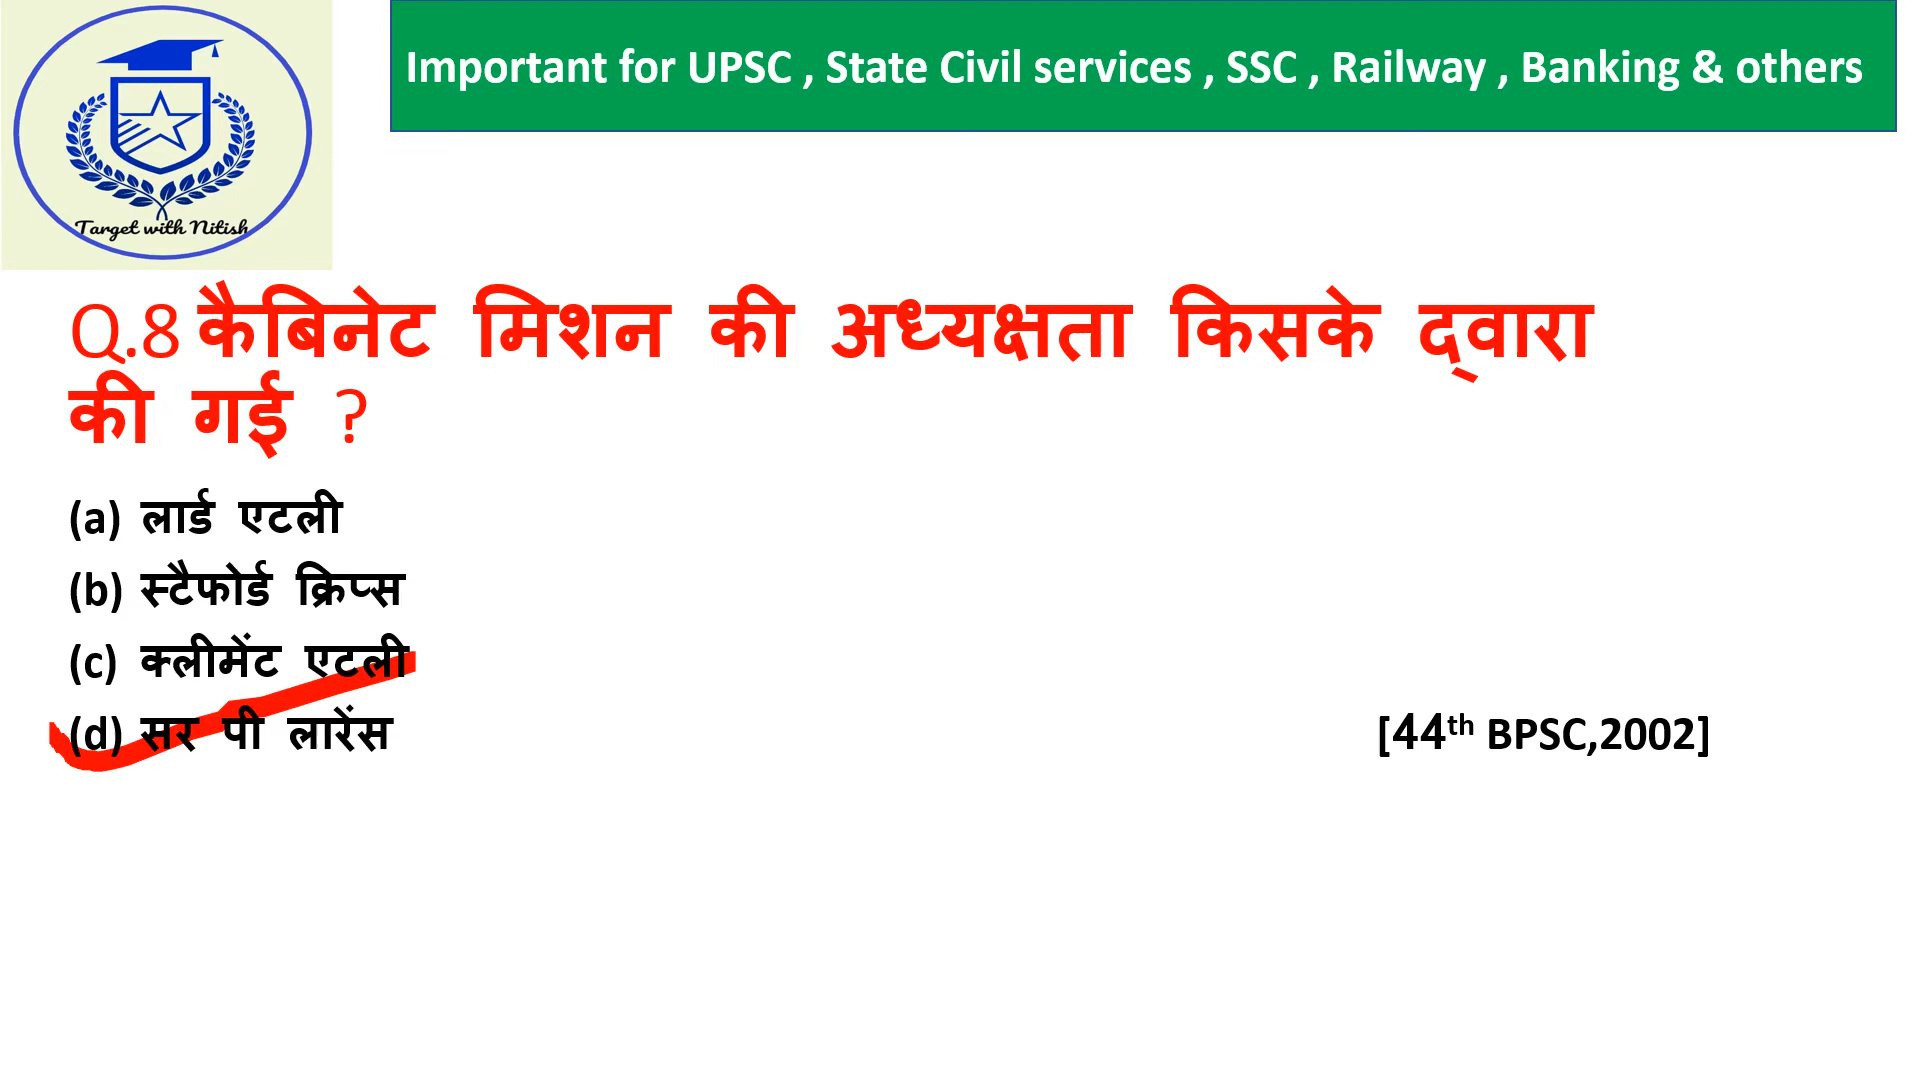 Important for UPSC , State Civil services , SSC , Railway , Banking & others
Target with Nitish
Q.8 कैबिनेट मिशन की अध्यक्षता किसके द्वारा
की गई ?
(a) लार्ड एटली
(b) स्टैफोर्ड क्रिप्स
(c) क्लीमेंट एटली
(d) सर पी लारेंस [44th BPSC,2002]